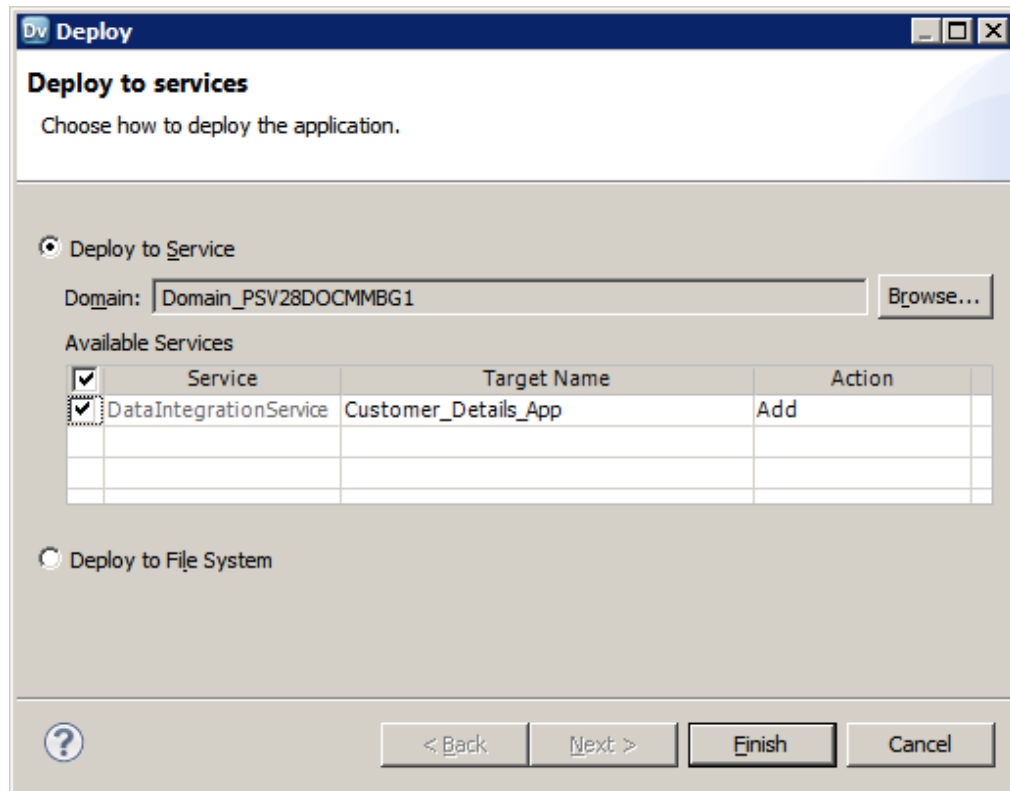 Dv Deploy
Deploy to services
Choose how to deploy the application.
Deploy to Service
Domain: Domain_PSV28DOCMMBG1 Browse...
Available Services
Service Target Name Action
DataIntegrationService Customer_Details_App Add
Deploy to File System
? < Back Next > Finish Cancel